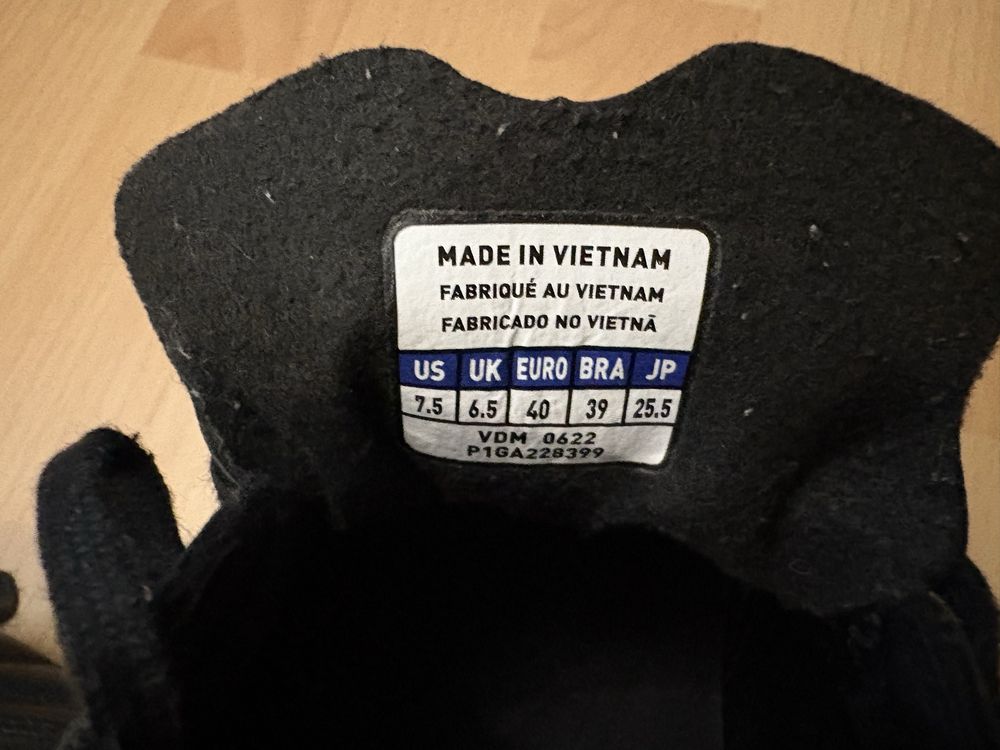 MADE IN VIETNAM
FABRIQUÉ AU VIETNAM
FABRICADO NO VIETNÃ
US UK EURO BRA JP
7.5 6.5 40 39 25.5
VDM 0622
P1GA228399